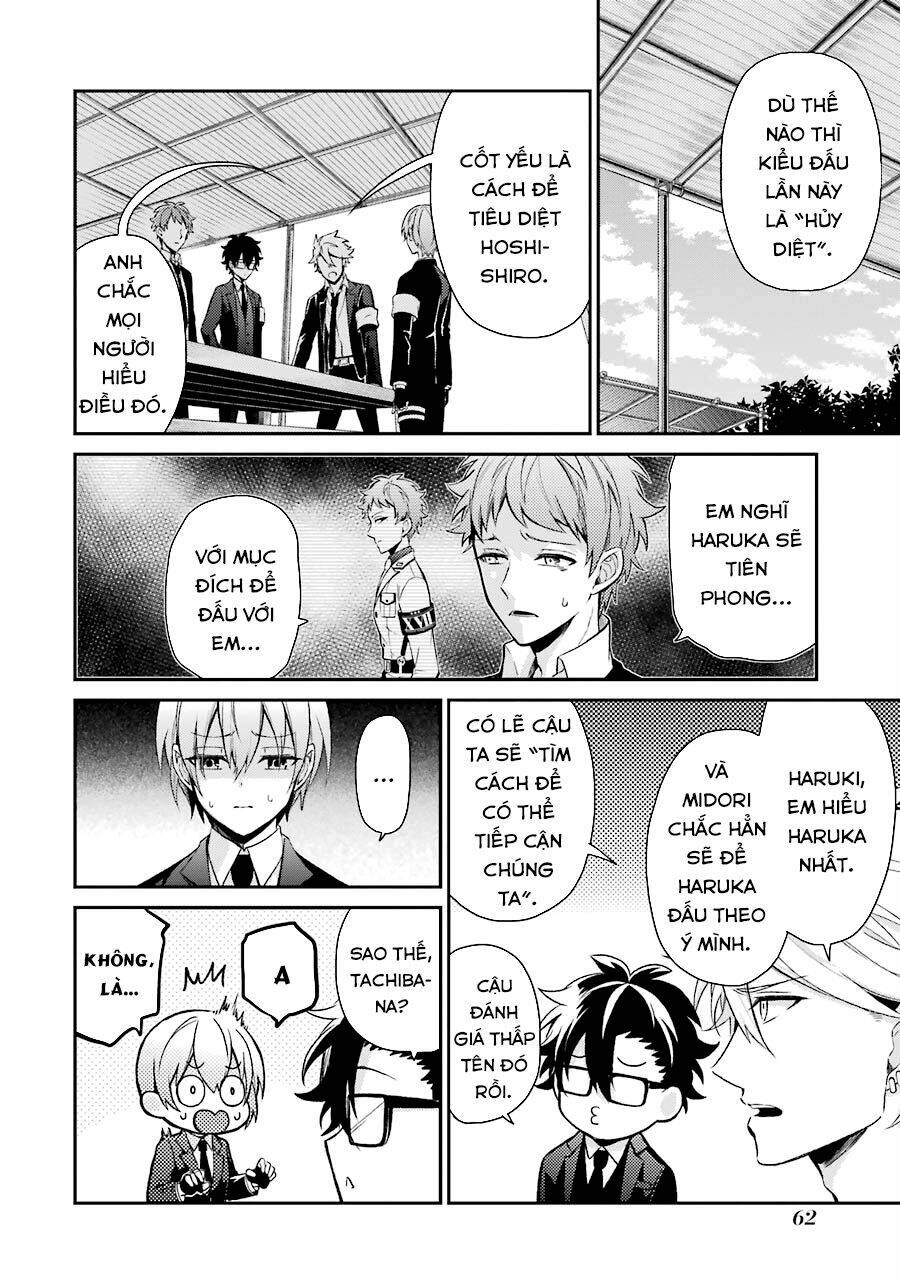 DÙ THẾ
NÀO THÌ
KIỂU ĐẤU
LẦN NÀY
LÀ "HỦY
DIỆT".
CỐT YẾU LÀ
CÁCH ĐỂ
TIÊU DIỆT
HOSHI-
SHIRO.
ANH
CHẮC
MỌI
NGƯỜI
HIỂU
ĐIỀU ĐÓ.
EM NGHĨ
HARUKA SẼ
TIÊN
PHONG...
VỚI MỤC
ĐÍCH ĐỂ
ĐẤU VỚI
EM...
HARUKI,
EM HIỂU
HARUKA
NHẤT.
VÀ
MIDORI
CHẮC HẲN
SẼ ĐỂ
HARUKA
ĐẤU THEO
Ý MÌNH.
CÓ LẼ CẬU
TA SẼ "TÌM
CÁCH ĐỂ
CÓ THỂ
TIẾP CẬN
CHÚNG
TA".
CẬU
ĐÁNH
GIÁ THẤP
TÊN ĐÓ
RỒI.
...
SAO THẾ,
TACHIBA-
NA?
A
KHÔNG,
LÀ...
62